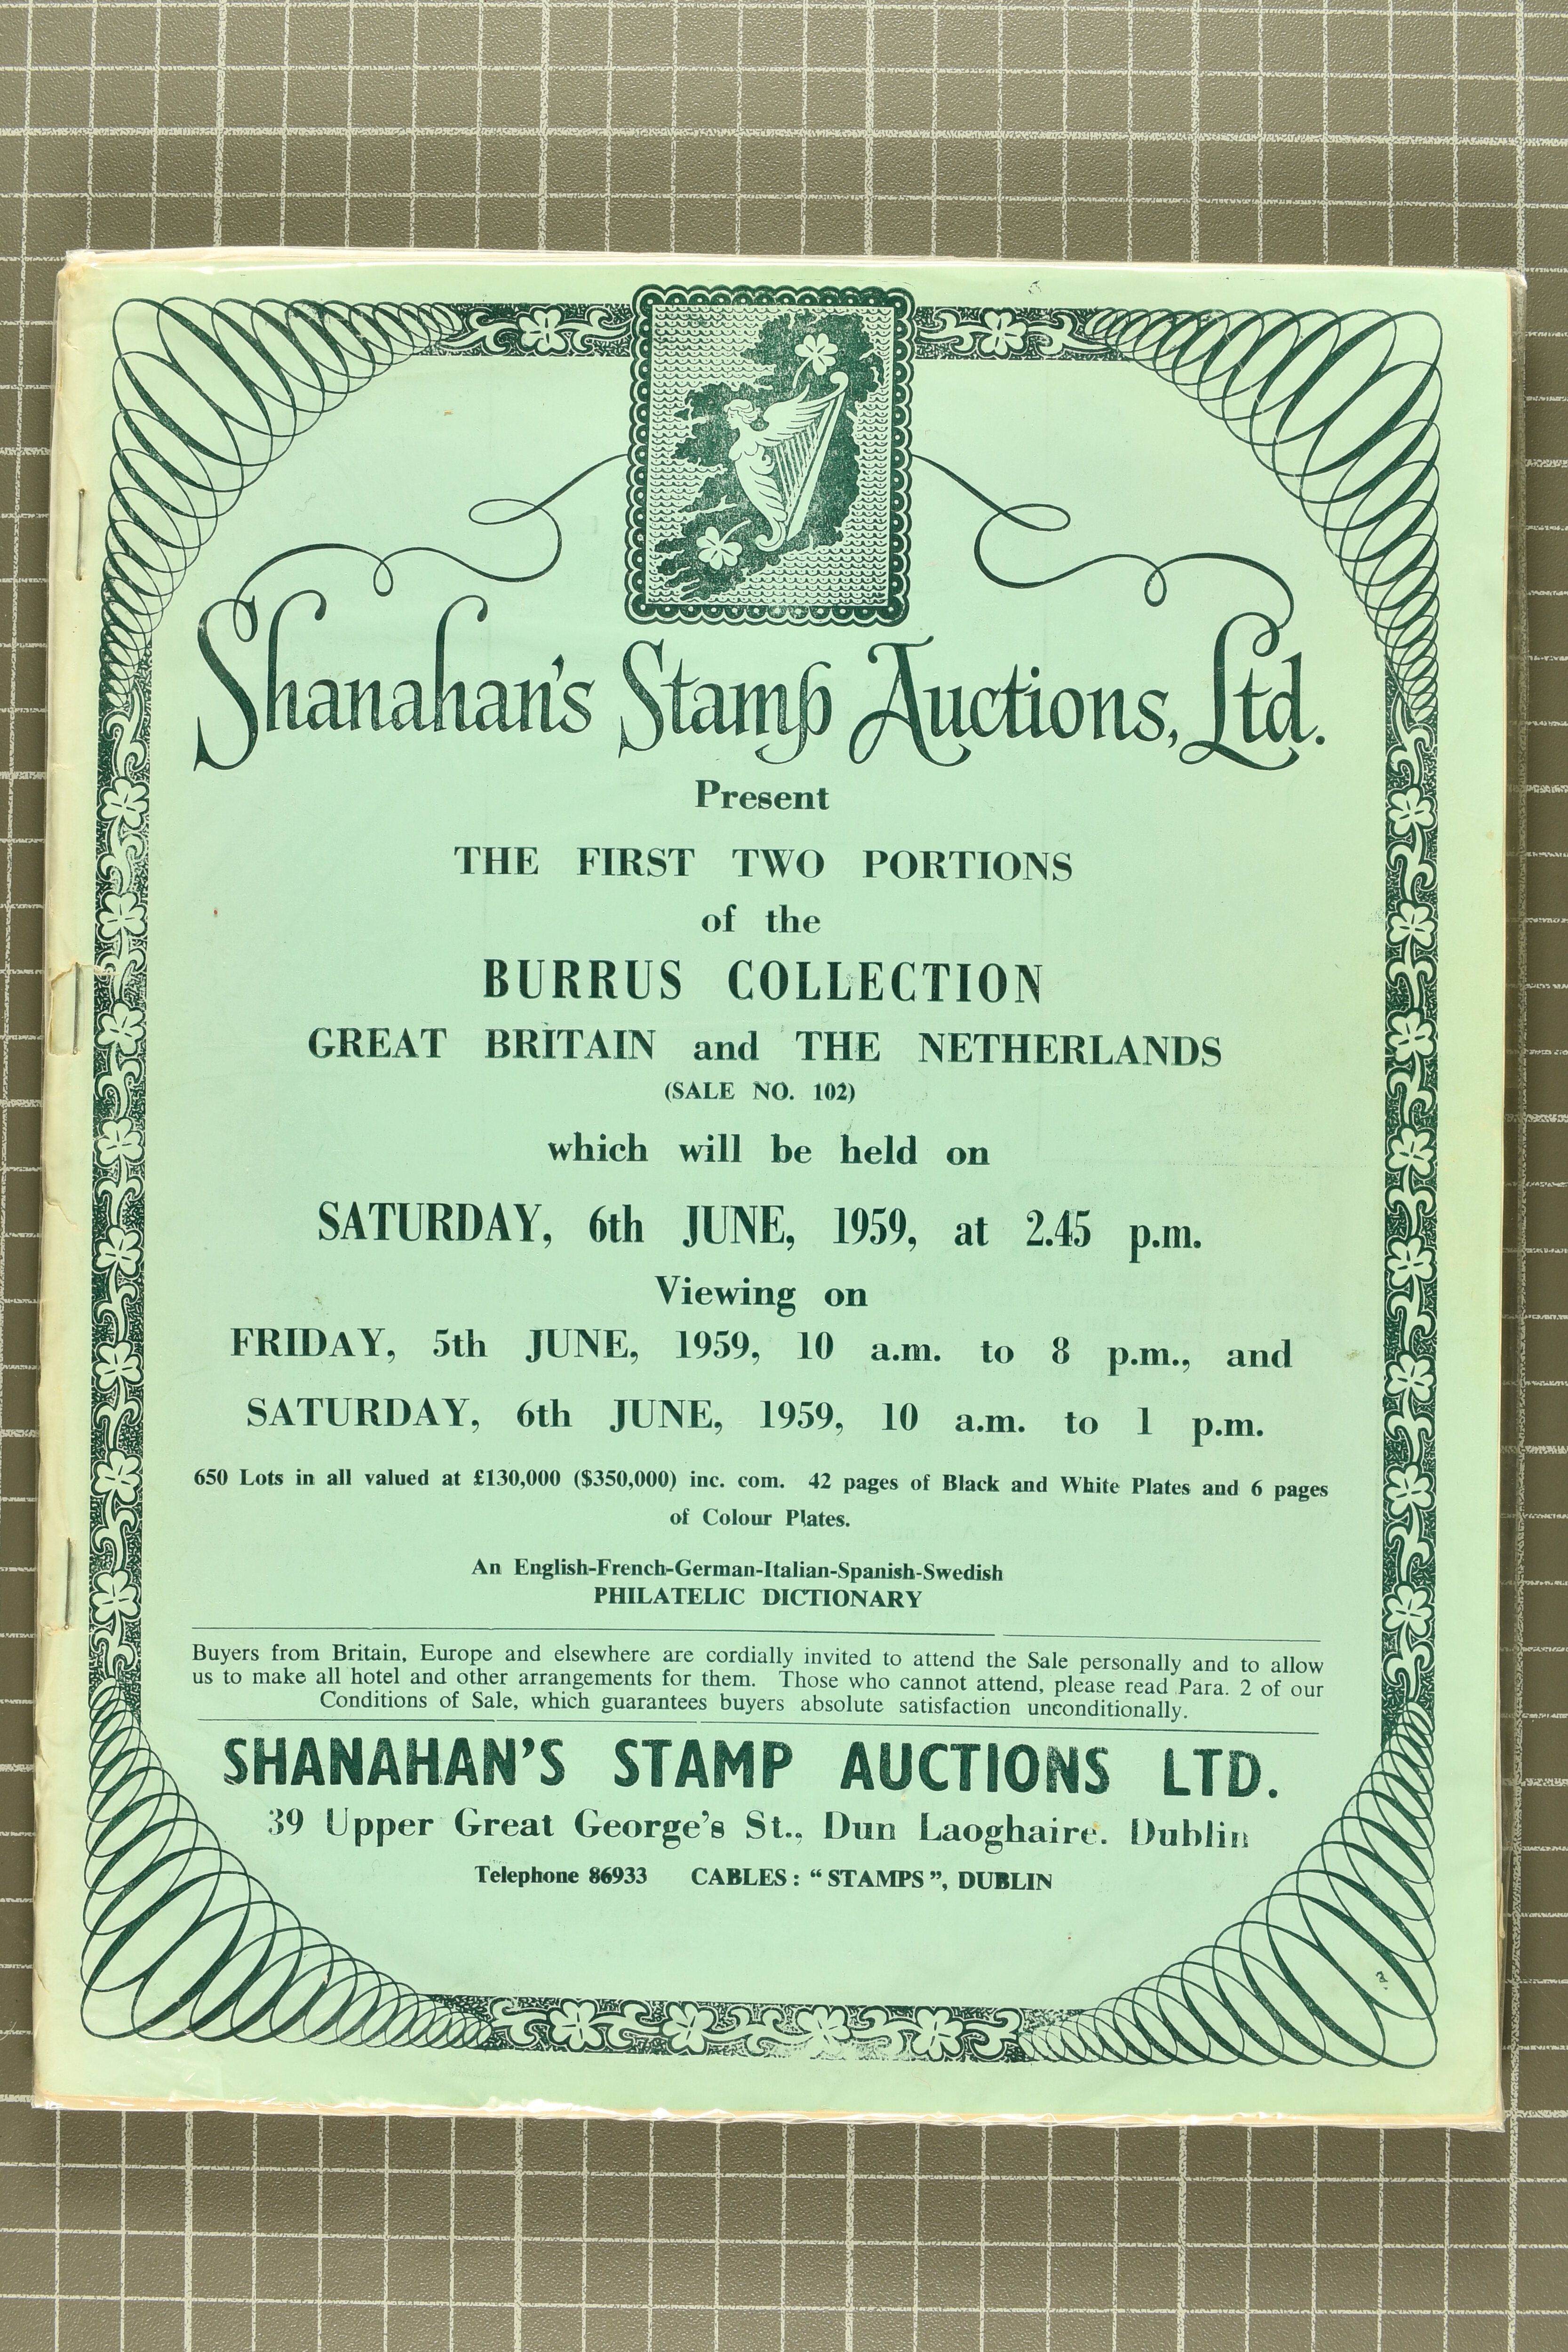 Shanahan's Stamp Auctions, Ltd.
Present
THE FIRST TWO PORTIONS
of the
BURRUS COLLECTION
GREAT BRITAIN and THE NETHERLANDS
(SALE NO. 102)
which will be held on
SATURDAY, 6th JUNE, 1959, at 2.45 p.m.
Viewing on
FRIDAY, 5th JUNE, 1959, 10 a.m. to 8 p.m., and
SATURDAY, 6th JUNE, 1959, 10 a.m. to 1 p.m.
650 Lots in all valued at £130,000 ($350,000) inc. com. 42 pages of Black and White Plates and 6 pages
of Colour Plates.
An English-French-German-Italian-Spanish-Swedish
PHILATELIC DICTIONARY
Buyers from Britain, Europe and elsewhere are cordially invited to attend the Sale personally and to allow
us to make all hotel and other arrangements for them. Those who cannot attend, please read Para. 2 of our
Conditions of Sale, which guarantees buyers absolute satisfaction unconditionally.
SHANAHAN'S STAMP AUCTIONS LTD.
39 Upper Great George's St., Dun Laoghaire. Dublin
Telephone 86933 CABLES: "STAMPS", DUBLIN